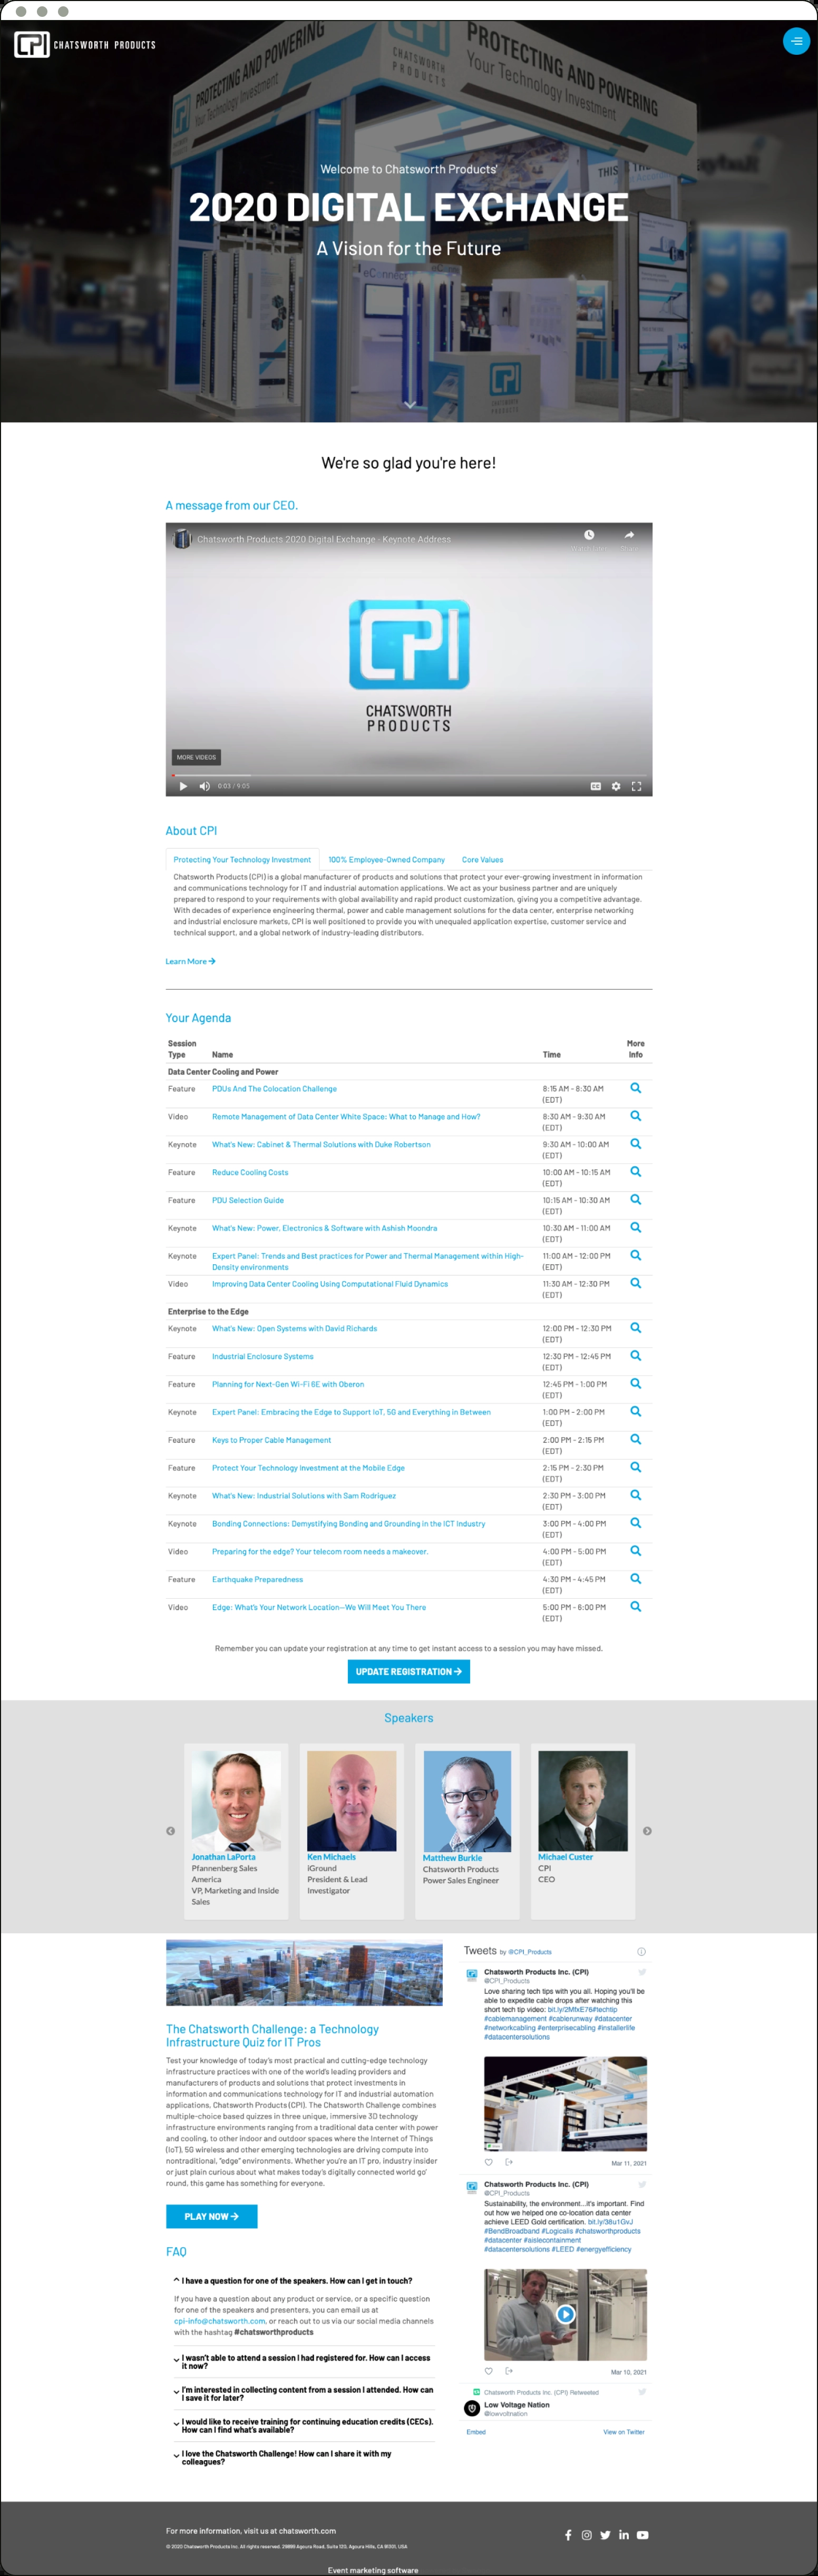 CPI CHATSWORTH PRODUCTS
PROTECTING AND POWERING
Your Technology Investment
CHATSWORTH
PRODUCTS
PROTECTING AND POWERING
Your Technology Investment
Welcome to Chatsworth Products'
2020 DIGITAL EXCHANGE
A Vision for the Future
CPI
CHATSWORTH
PRODUCTS
We're so glad you're here!
A message from our CEO.
Chatsworth Products 2020 Digital Exchange - Keynote Address
CPI
CHATSWORTH
PRODUCTS
MORE VIDEOS
0:03 / 9:05
CC
About CPI
Protecting Your Technology Investment 100% Employee-Owned Company Core Values
Chatsworth Products (CPI) is a global manufacturer of products and solutions that protect your ever-growing investment in information
and communications technology for IT and industrial automation applications. We act as your business partner and are uniquely
prepared to respond to your requirements with global availability and rapid product customization, giving you a competitive advantage.
With decades of experience engineering thermal, power and cable management solutions for the data center, enterprise networking
and industrial enclosure markets, CPI is well positioned to provide you with unequaled application expertise, customer service and
technical support, and a global network of industry-leading distributors.
Learn More
Your Agenda
Session Type Name Time More Info
Data Center Cooling and Power
Feature PDUs And The Colocation Challenge 8:15 AM - 8:30 AM (EDT)
Video Remote Management of Data Center White Space: What to Manage and How? 8:30 AM - 9:30 AM (EDT)
Keynote What's New: Cabinet & Thermal Solutions with Duke Robertson 9:30 AM - 10:00 AM (EDT)
Feature Reduce Cooling Costs 10:00 AM - 10:15 AM (EDT)
Feature PDU Selection Guide 10:15 AM - 10:30 AM (EDT)
Keynote What's New: Power, Electronics & Software with Ashish Moondra 10:30 AM - 11:00 AM (EDT)
Keynote Expert Panel: Trends and Best practices for Power and Thermal Management within High-Density environments 11:00 AM - 12:00 PM (EDT)
Video Improving Data Center Cooling Using Computational Fluid Dynamics 11:30 AM - 12:30 PM (EDT)
Enterprise to the Edge
Keynote What's New: Open Systems with David Richards 12:00 PM - 12:30 PM (EDT)
Feature Industrial Enclosure Systems 12:30 PM - 12:45 PM (EDT)
Feature Planning for Next-Gen Wi-Fi 6E with Oberon 12:45 PM - 1:00 PM (EDT)
Keynote Expert Panel: Embracing the Edge to Support IoT, 5G and Everything in Between 1:00 PM - 2:00 PM (EDT)
Feature Keys to Proper Cable Management 2:00 PM - 2:15 PM (EDT)
Feature Protect Your Technology Investment at the Mobile Edge 2:15 PM - 2:30 PM (EDT)
Keynote What's New: Industrial Solutions with Sam Rodriguez 2:30 PM - 3:00 PM (EDT)
Keynote Bonding Connections: Demystifying Bonding and Grounding in the ICT Industry 3:00 PM - 4:00 PM (EDT)
Video Preparing for the edge? Your telecom room needs a makeover. 4:00 PM - 5:00 PM (EDT)
Feature Earthquake Preparedness 4:30 PM - 4:45 PM (EDT)
Video Edge: What's Your Network Location—We Will Meet You There 5:00 PM - 6:00 PM (EDT)
Remember you can update your registration at any time to get instant access to a session you may have missed.
UPDATE REGISTRATION
Speakers
Jonathan LaPorta
Pfannenberg Sales
America
VP, Marketing and Inside
Sales
Ken Michaels
iGround
President & Lead
Investigator
Matthew Burkle
Chatsworth Products
Power Sales Engineer
Michael Custer
CPI
CEO
The Chatsworth Challenge: a Technology
Infrastructure Quiz for IT Pros
Test your knowledge of today's most practical and cutting-edge technology
infrastructure practices with one of the world's leading providers and
manufacturers of products and solutions that protect investments in
information and communications technology for IT and industrial automation
applications, Chatsworth Products (CPI). The Chatsworth Challenge combines
multiple-choice based quizzes in three unique, immersive 3D technology
infrastructure environments ranging from a traditional data center with power
and cooling, to other indoor and outdoor spaces where the Internet of Things
(IoT), 5G wireless and other emerging technologies are driving compute into
nontraditional, "edge" environments. Whether you're an IT pro, industry insider
or just plain curious about what makes today's digitally connected world go'
round, this game has something for everyone.
PLAY NOW
FAQ
I have a question for one of the speakers. How can I get in touch?
If you have a question about any product or service, or a specific question
for one of the speakers and presenters, you can email us at
cpi-info@chatsworth.com, or reach out to us via our social media channels
with the hashtag #chatsworthproducts
I wasn't able to attend a session I had registered for. How can I access
it now?
I'm interested in collecting content from a session I attended. How can
I save it for later?
I would like to receive training for continuing education credits (CECs).
How can I find what's available?
I love the Chatsworth Challenge! How can I share it with my
colleagues?
Tweets by @CPI_Products
Chatsworth Products Inc. (CPI)
@CPI_Products
Love sharing tech tips with you all. Hoping you'll be
able to expedite cable drops after watching this
short tech tip video: bit.ly/2MfxE76#techtip
#cablemanagement #cablerunway #datacenter
#networkcabling #enterprisecabling #installerlife
#datacentersolutions
Mar 11, 2021
Chatsworth Products Inc. (CPI)
@CPI_Products
Sustainability, the environment...it's important. Find
out how we helped one co-location data center
achieve LEED Gold certification. bit.ly/38u1GvJ
#BendBroadband #Logicalis #chatsworthproducts
#datacenter #aislecontainment
#datacentersolutions #LEED #energyefficiency
Mar 10, 2021
Chatsworth Products Inc. (CPI) Retweeted
Low Voltage Nation
@lowvoltnation
Embed View on Twitter
For more information, visit us at chatsworth.com
© 2020 Chatsworth Products Inc. All rights reserved. 29899 Agoura Road, Suite 120, Agoura Hills, CA 91301, USA
Event marketing software